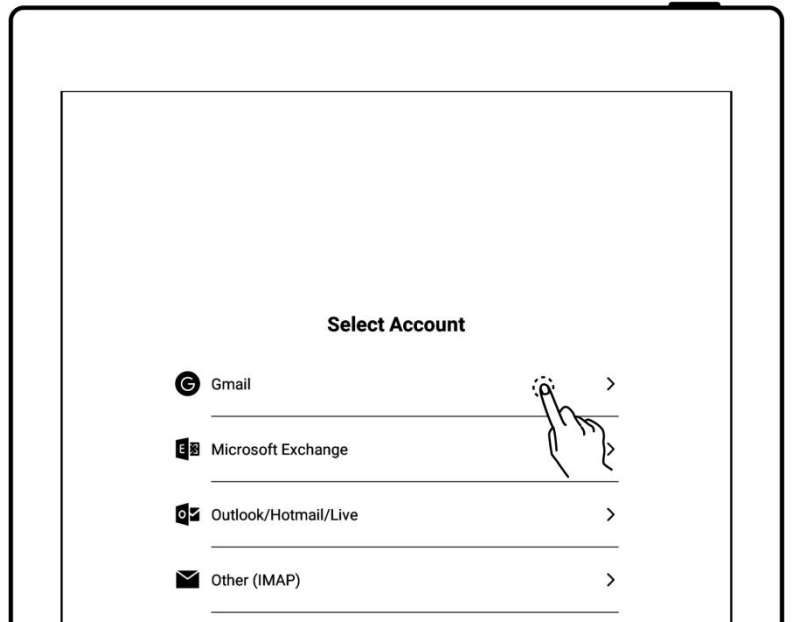 Select Account
G Gmail
E Microsoft Exchange
o Outlook/Hotmail/Live
Other (IMAP)